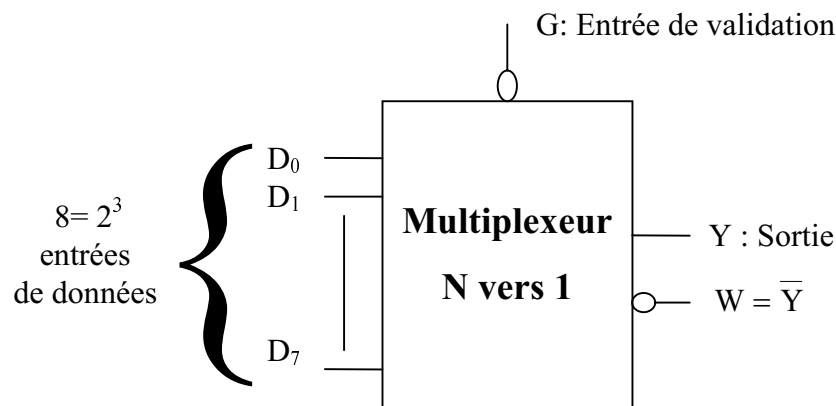 G: Entrée de validation
D₀
D₁
8= 2³
entrées
de données
Multiplexeur
N vers 1
Y : Sortie
W = Y̅
D₇